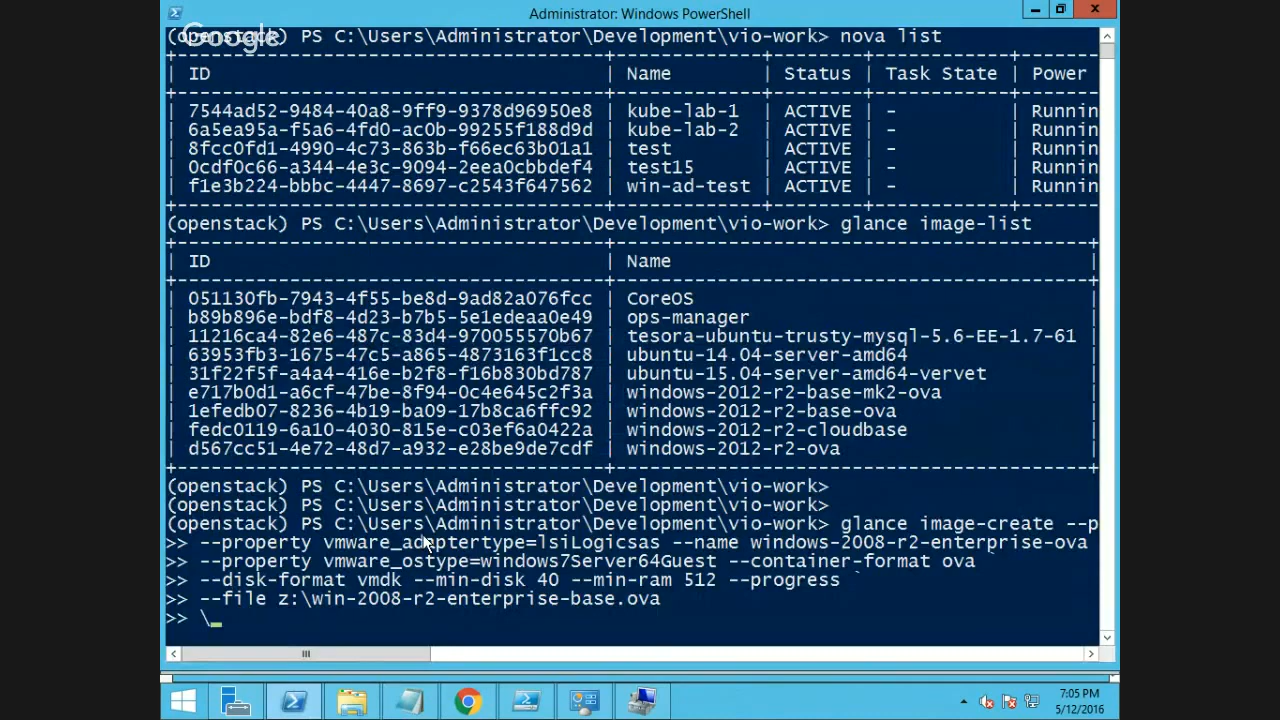 Administrator: Windows PowerShell
Google
(openstack) PS C:\Users\Administrator\Development\vio-work> nova list
| ID | Name | Status | Task State | Power
| 7544ad52-9484-40a8-9ff9-9378d96950e8 | kube-lab-1 | ACTIVE | - | Runnin
| 6a5ea95a-f5a6-4fd0-ac0b-99255f188d9d | kube-lab-2 | ACTIVE | - | Runnin
| 8fcc0fd1-4990-4c73-863b-f66ec63b01a1 | test | ACTIVE | - | Runnin
| 0cdf0c66-a344-4e3c-9094-2eea0cbbdef4 | test15 | ACTIVE | - | Runnin
| f1e3b224-bbbc-4447-8697-c2543f647562 | win-ad-test | ACTIVE | - | Runnin
(openstack) PS C:\Users\Administrator\Development\vio-work> glance image-list
| ID | Name |
| 051130fb-7943-4f55-be8d-9ad82a076fcc | CoreOS |
| b89b896e-bdf8-4d23-b7b5-5e1edeaa0e49 | ops-manager |
| 11216ca4-82e6-487c-83d4-970055570b67 | tesora-ubuntu-trusty-mysql-5.6-EE-1.7-61 |
| 63953fb3-1675-47c5-a865-4873163f1cc8 | ubuntu-14.04-server-amd64 |
| 31f22f5f-a4a4-416e-b2f8-f16b830bd787 | ubuntu-15.04-server-amd64-vervet |
| e717b0d1-a6cf-47be-8f94-0c4e645c2f3a | windows-2012-r2-base-mk2-ova |
| 1efedb07-8236-4b19-ba09-17b8ca6ffc92 | windows-2012-r2-base-ova |
| fedc0119-6a10-4030-815e-c03ef6a0422a | windows-2012-r2-cloudbase |
| d567cc51-4e72-48d7-a932-e28be9de7cdf | windows-2012-r2-ova |
(openstack) PS C:\Users\Administrator\Development\vio-work>
(openstack) PS C:\Users\Administrator\Development\vio-work>
(openstack) PS C:\Users\Administrator\Development\vio-work> glance image-create --p
>> --property vmware_adaptertype=lsiLogicsas --name windows-2008-r2-enterprise-ova
>> --property vmware_ostype=windows7Server64Guest --container-format ova
>> --disk-format vmdk --min-disk 40 --min-ram 512 --progress `
>> --file z:\win-2008-r2-enterprise-base.ova
>> \_
7:05 PM
5/12/2016